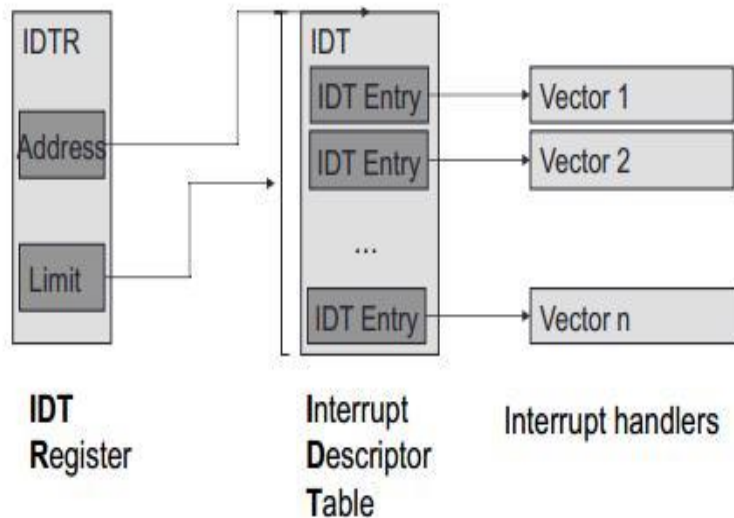 IDTR
Address
Limit
IDT
IDT Entry
IDT Entry
...
IDT Entry
Vector 1
Vector 2
Vector n
IDT
Register
Interrupt
Descriptor
Table
Interrupt handlers